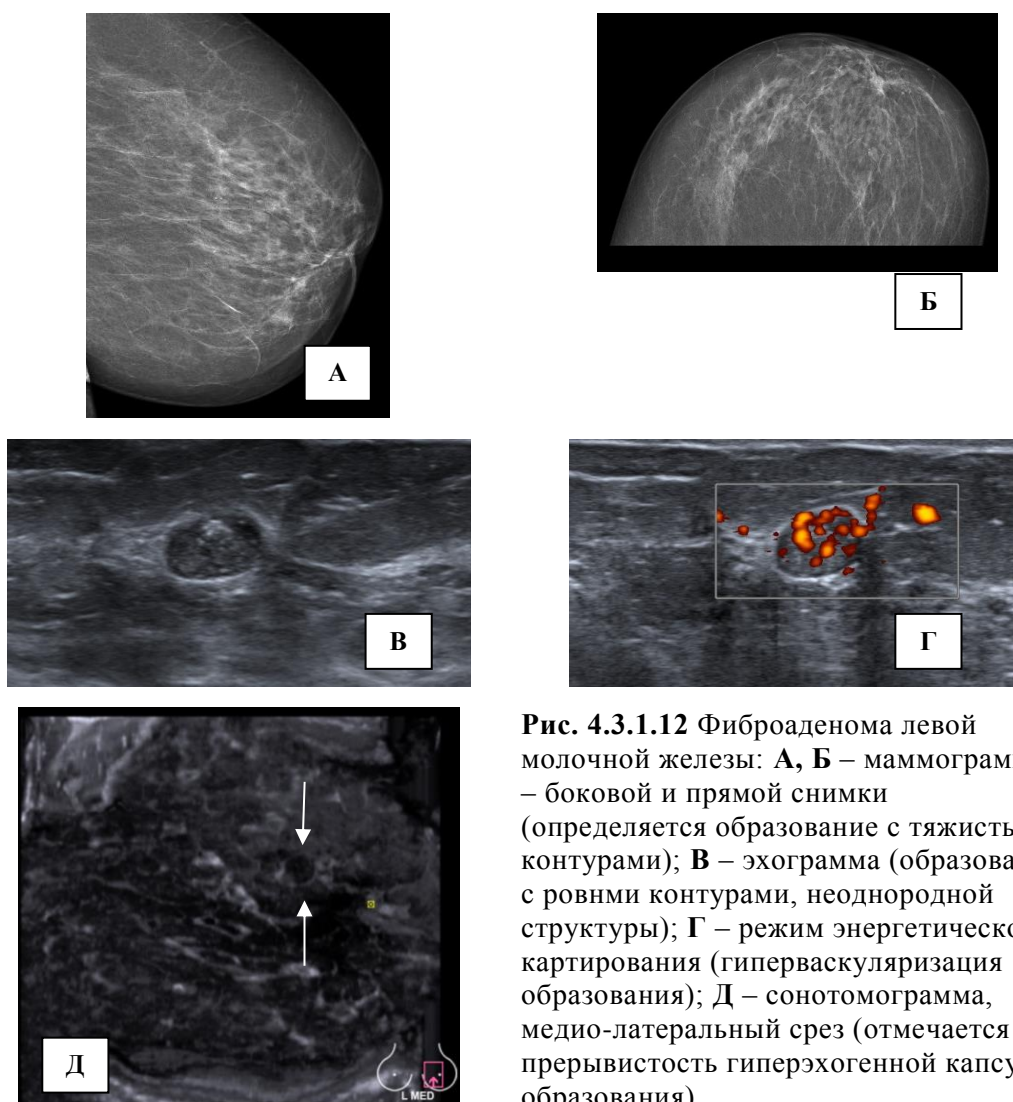 А
Б
В
Г
Д
L MED
Рис. 4.3.1.12 Фиброаденома левой
молочной железы: А, Б – маммограм
– боковой и прямой снимки
(определяется образование с тяжисть
контурами); В – эхограмма (образова
с ровнми контурами, неоднородной
структуры); Г – режим энергетическо
картирования (гиперваскуляризация
образования); Д – сонотомограмма,
медио-латеральный срез (отмечается
прерывистость гиперэхогенной капсу
образования)